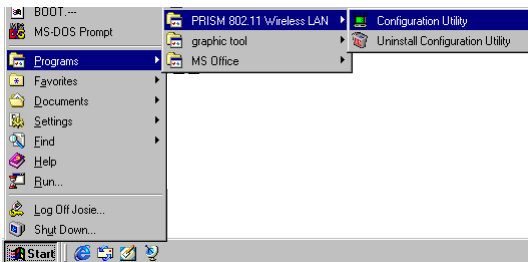 BOOT.---
MS-DOS Prompt
Programs
Favorites
Documents
Settings
Find
Help
Run...
Log Off Josie...
Shut Down...
Start
PRISM 802.11 Wireless LAN
graphic tool
MS Office
Configuration Utility
Uninstall Configuration Utility